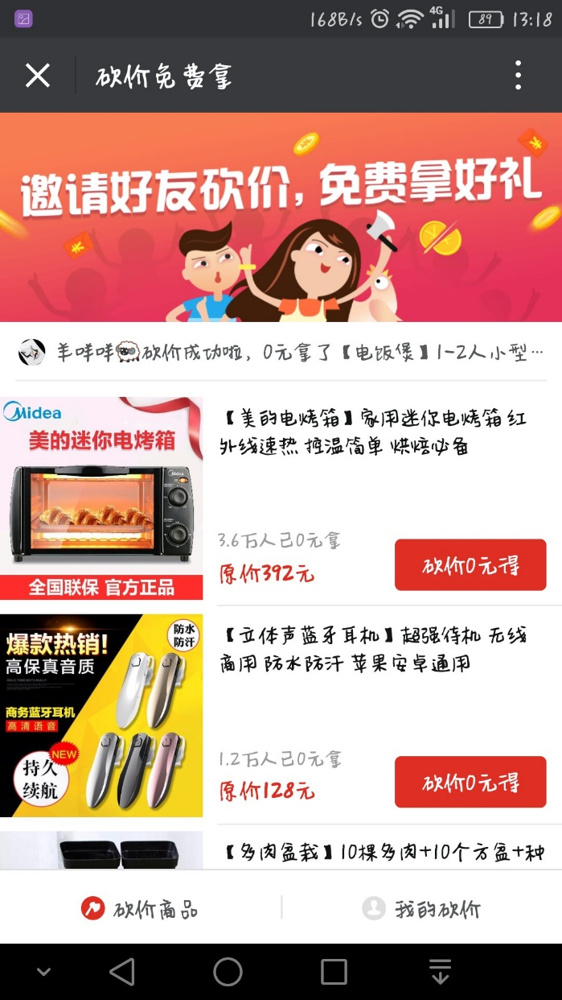 168B/s 4G 89 13:18
砍价免费拿
邀请好友砍价，免费拿好礼
羊咩咩🐑砍价成功啦，0元拿了【电饭煲】1-2人小型…
Midea
美的迷你电烤箱
Midea
全国联保 官方正品
【美的电烤箱】家用迷你电烤箱 红
外线速热 控温简单 烘焙必备
3.6万人已0元拿
原价392元
砍价0元得
爆款热销!
高保真音质
防水
防汗
商务蓝牙耳机
高清语音
NEW
持久
续航
【立体声蓝牙耳机】超强待机 无线
商用 防水防汗 苹果安卓通用
1.2万人已0元拿
原价128元
砍价0元得
【多肉盆栽】10棵多肉+10个方盆+种
砍价商品
我的砍价